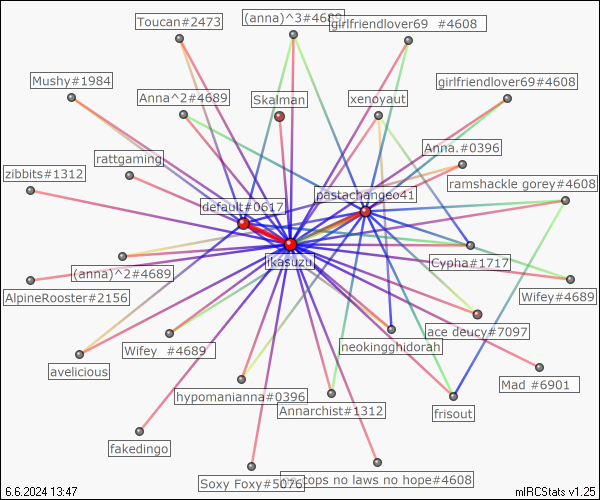 Toucan#2473
(anna)^3#4689
girlfriendlover69 #4608
Mushy#1984
girlfriendlover69#4608
Anna^2#4689
Skalman
xenoyaut
rattgaming
Anna.#0396
zibbits#1312
pastachangeo41
ramshackle gorey#4608
default#0617
ikasuzu
Cypha#1717
(anna)^2#4689
AlpineRooster#2156
Wifey#4689
ace deucy#7097
Wifey #4689
neokingghidorah
avelicious
Mad #6901
hypomanianna#0396
Annarchist#1312
frisout
fakedingo
Soxy Foxy#5076
cops no laws no hope#4608
6.6.2024 13:47
mIRCStats v1.25